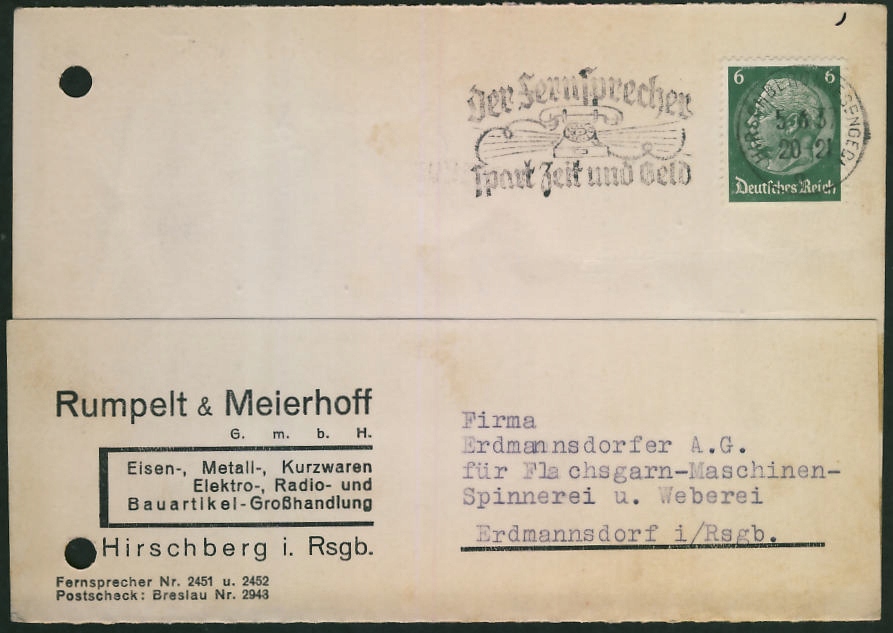 Der Fernsprecher
spart Zeit und Geld
6 6
Deutsches Reich
20-21
Rumpelt & Meierhoff
G. m. b. H.
Eisen-, Metall-, Kurzwaren
Elektro-, Radio- und
Bauartikel-Großhandlung
Hirschberg i. Rsgb.
Fernsprecher Nr. 2451 u. 2452
Postscheck: Breslau Nr. 2943
Firma
Erdmannsdorfer A.G.
für Flachsgarn-Maschinen-
Spinnerei u. Weberei
Erdmannsdorf i/Rsgb.